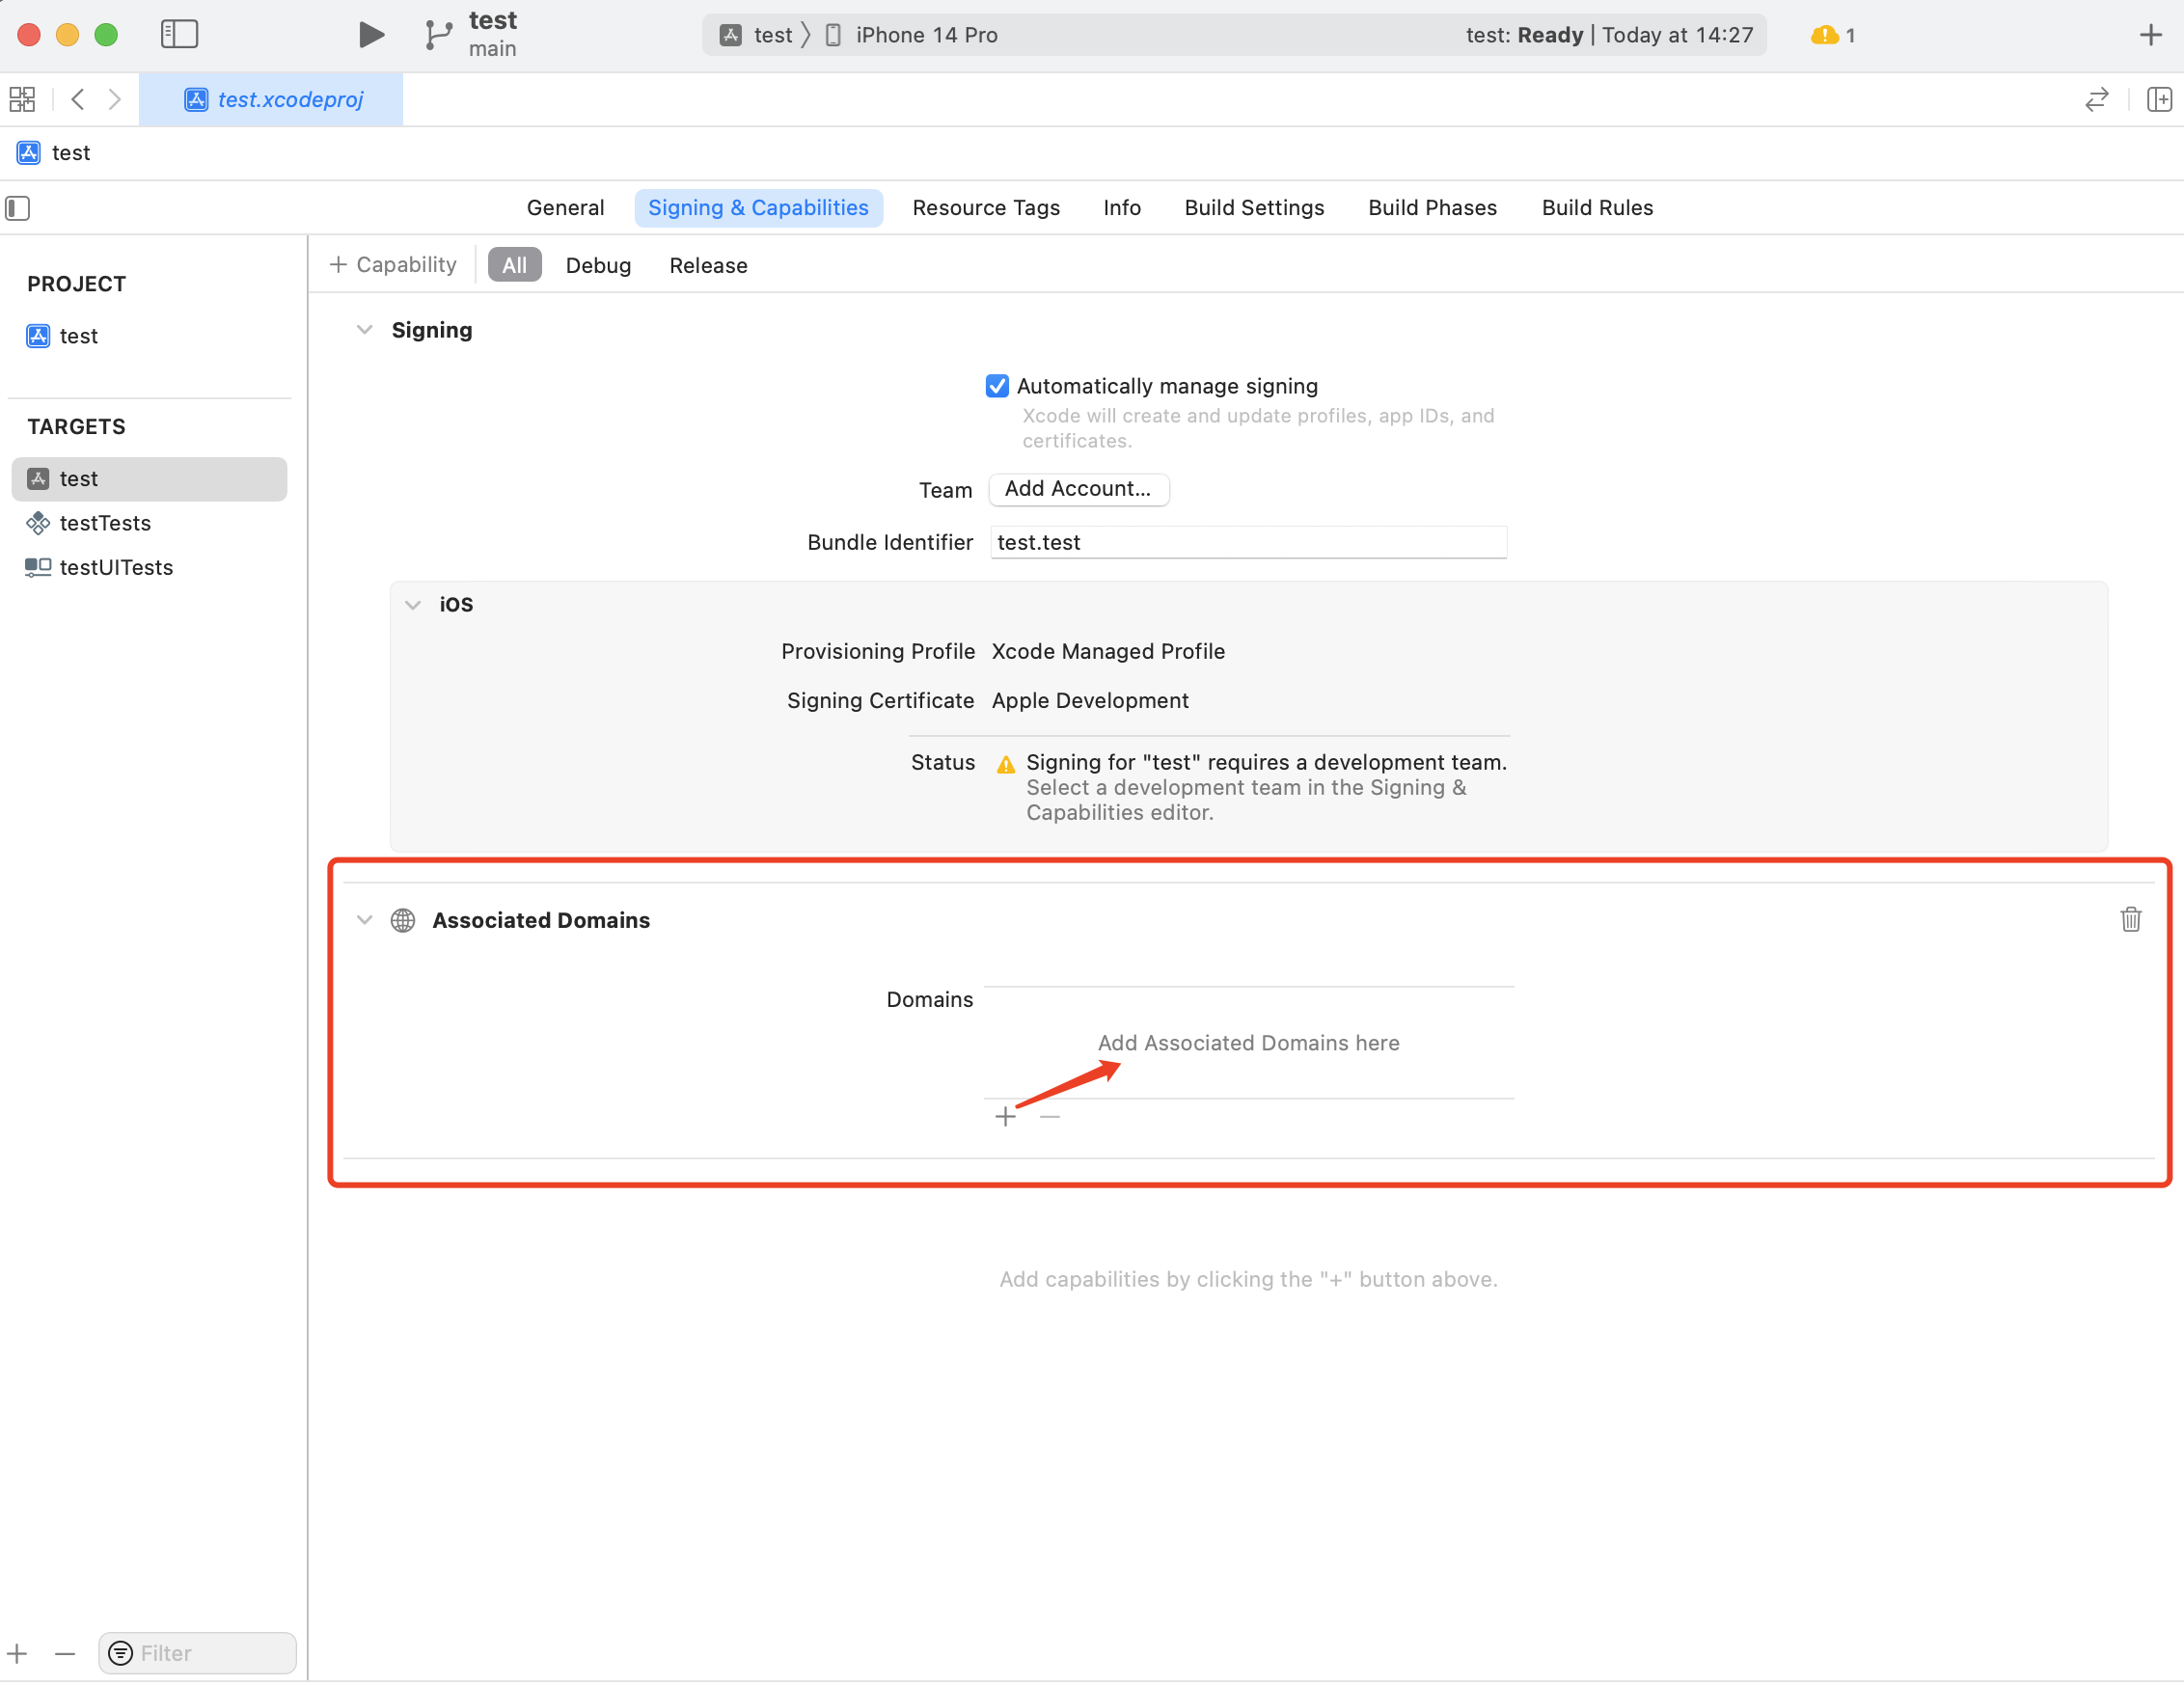 test
main
test
iPhone 14 Pro
test: Ready | Today at 14:27
1
test.xcodeproj
test
General
Signing & Capabilities
Resource Tags
Info
Build Settings
Build Phases
Build Rules
+ Capability
All
Debug
Release
PROJECT
test
TARGETS
test
testTests
testUITests
Signing
Automatically manage signing
Xcode will create and update profiles, app IDs, and
certificates.
Team
Add Account...
Bundle Identifier
test.test
iOS
Provisioning Profile
Xcode Managed Profile
Signing Certificate
Apple Development
Status
Signing for "test" requires a development team.
Select a development team in the Signing &
Capabilities editor.
Associated Domains
Domains
Add Associated Domains here
Add capabilities by clicking the "+" button above.
Filter